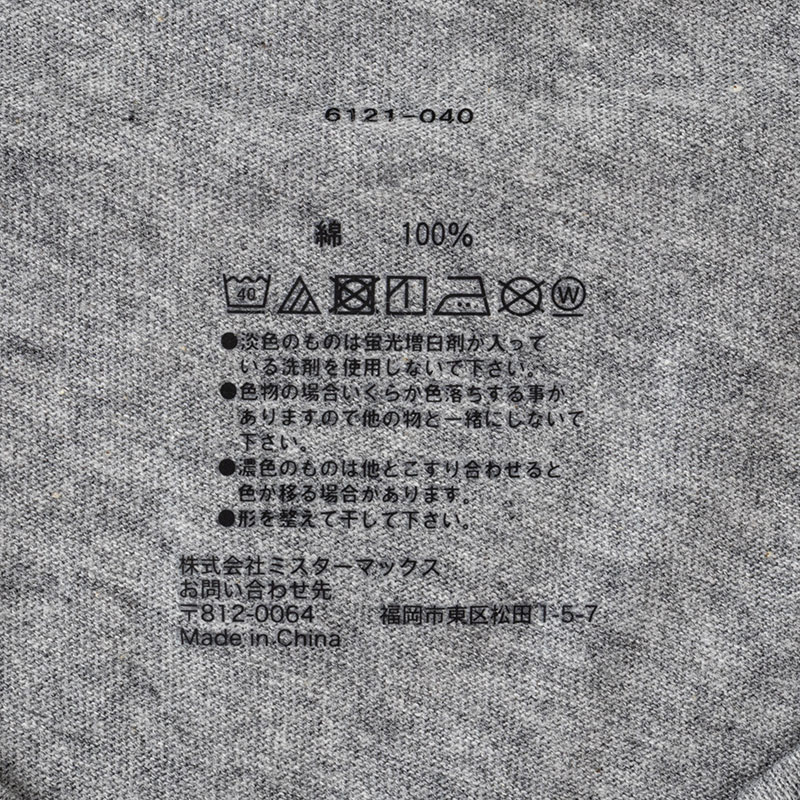 6121-040
綿 100%
40 W
●淡色のものは蛍光増白剤が入って
いる洗剤を使用しないで下さい。
●色物の場合いくらか色落ちする事が
ありますので他の物と一緒にしないで
下さい。
●濃色のものは他とこすり合わせると
色が移る場合があります。
●形を整えて干して下さい。
株式会社ミスターマックス
お問い合わせ先
〒812-0064 福岡市東区松田1-5-7
Made in China